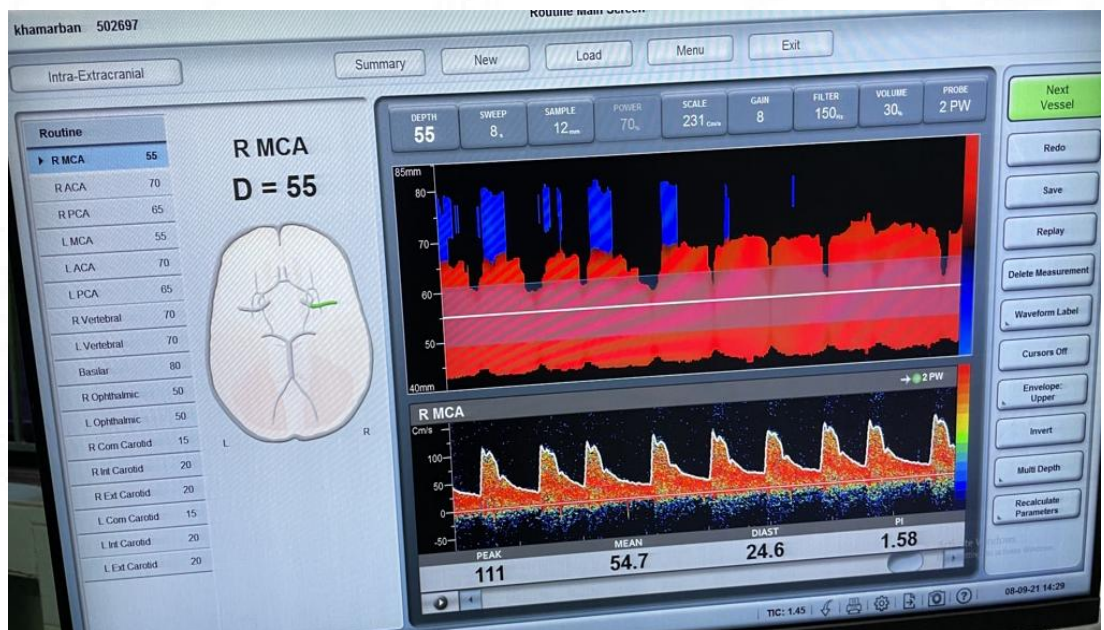 Routine Main Screen
khamarban 502697
Intra-Extracranial
Summary
New
Load
Menu
Exit
Next Vessel
Routine
R MCA 55
R ACA 70
R PCA 65
L MCA 55
L ACA 70
L PCA 65
R Vertebral 70
L Vertebral 70
Basilar 80
R Ophthalmic 50
L Ophthalmic 50
R Com Carotid 15
R Int Carotid 20
R Ext Carotid 20
L Com Carotid 15
L Int Carotid 20
L Ext Carotid 20
R MCA
D = 55
L
R
DEPTH 55
SWEEP 8 s
SAMPLE 12 mm
POWER 70%
SCALE 231 Cm/s
GAIN 8
FILTER 150 Hz
VOLUME 30%
PROBE 2 PW
85mm
80
70
60
50
40mm
R MCA
2 PW
Cm/s
100
50
0
-50
PEAK 111
MEAN 54.7
DIAST 24.6
PI 1.58
Redo
Save
Replay
Delete Measurement
Waveform Label
Cursors Off
Envelope:
Upper
Invert
Multi Depth
Recalculate
Parameters
TIC: 1.45
?
08-09-21 14:29